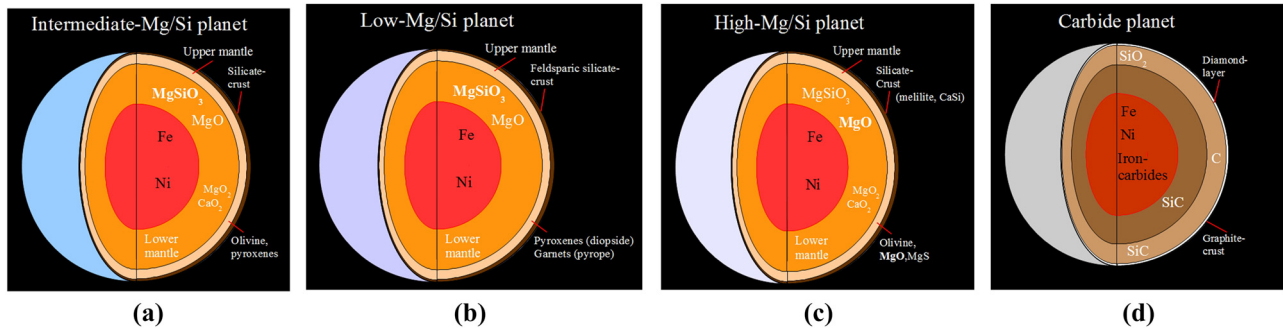 Intermediate-Mg/Si planet
Upper mantle
Silicate-
crust
MgSiO₃
MgO
Fe
Ni
MgO₂
CaO₂
Lower
mantle
Olivine,
pyroxenes
(a)
Low-Mg/Si planet
Upper mantle
Feldsparic silicate-
crust
MgSiO₃
MgO
Fe
Ni
Lower
mantle
Pyroxenes (diopside)
Garnets (pyrope)
(b)
High-Mg/Si planet
Upper mantle
Silicate-
Crust
(melilite, CaSi)
MgSiO₃
MgO
Fe
Ni
MgO₂
CaO₂
Lower
mantle
Olivine,
MgO,MgS
(c)
Carbide planet
SiO₂
Diamond-
layer
Fe
Ni
Iron-
carbides
C
SiC
SiC
Graphite-
crust
(d)